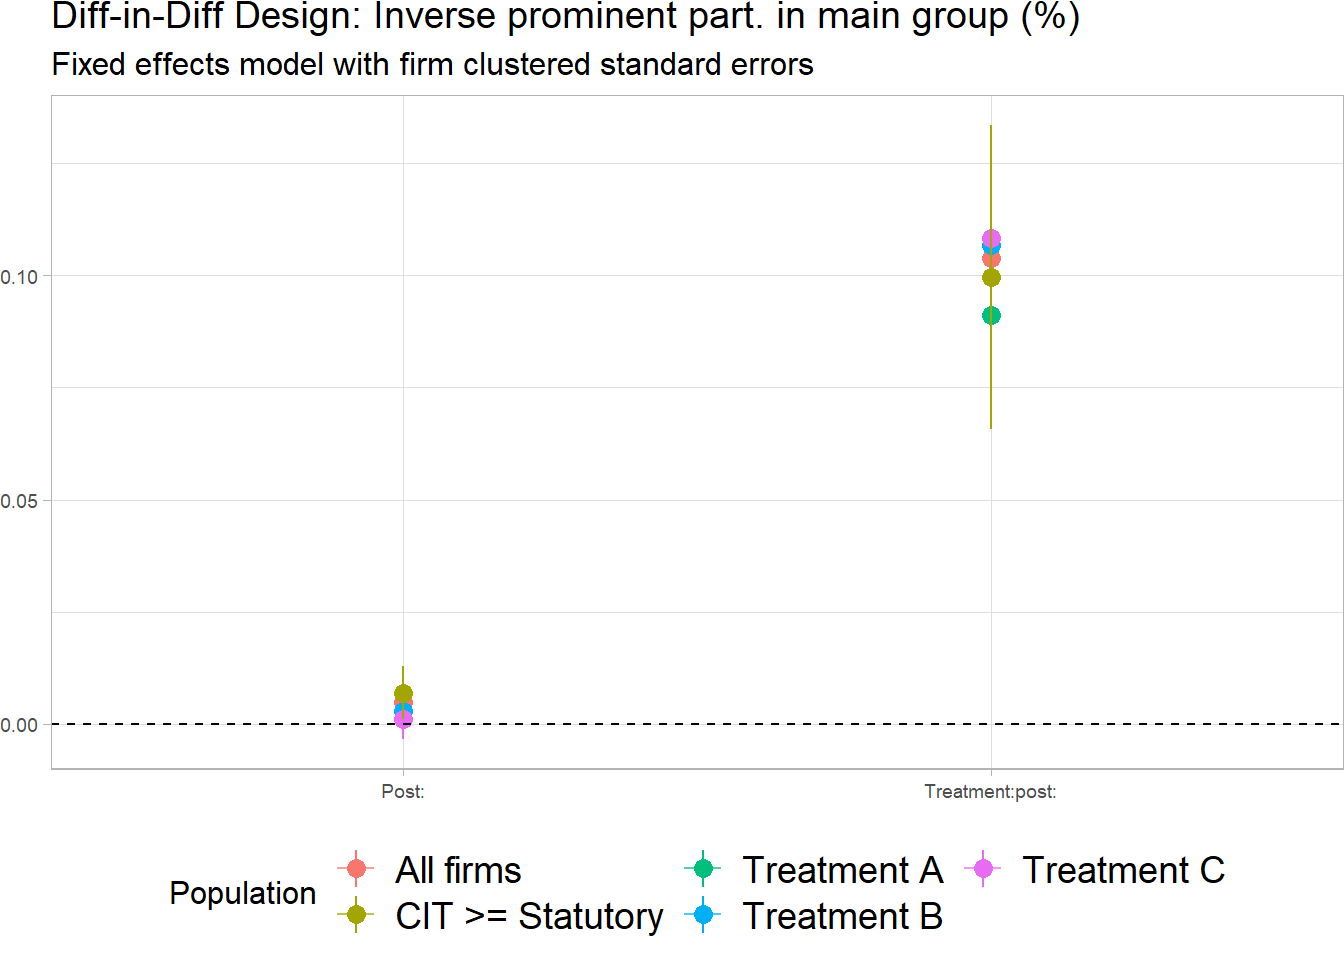 Diff-in-Diff Design: Inverse prominent part. in main group (%)
Fixed effects model with firm clustered standard errors
0.10
0.05
0.00
Post:
Treatment:post:
Population
All firms
CIT >= Statutory
Treatment A
Treatment B
Treatment C